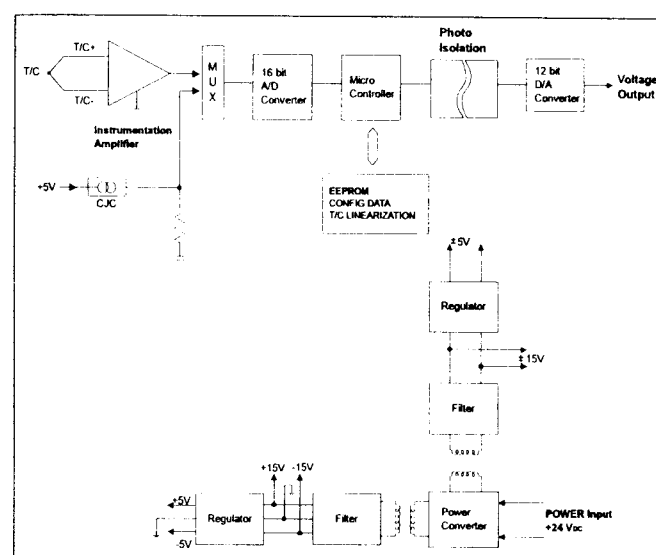 Photo
Isolation
T/C+
T/C
T/C-
M
U
X
16 bit
A/D
Converter
Micro
Controller
12 bit
D/A
Converter
Voltage
Output
Instrumentation
Amplifier
+5V
CJC
EEPROM
CONFIG DATA
T/C LINEARIZATION
±5V
Regulator
±15V
Filter
+15V
-15V
+5V
-5V
Regulator
Filter
Power
Converter
POWER Input
+24 VDC